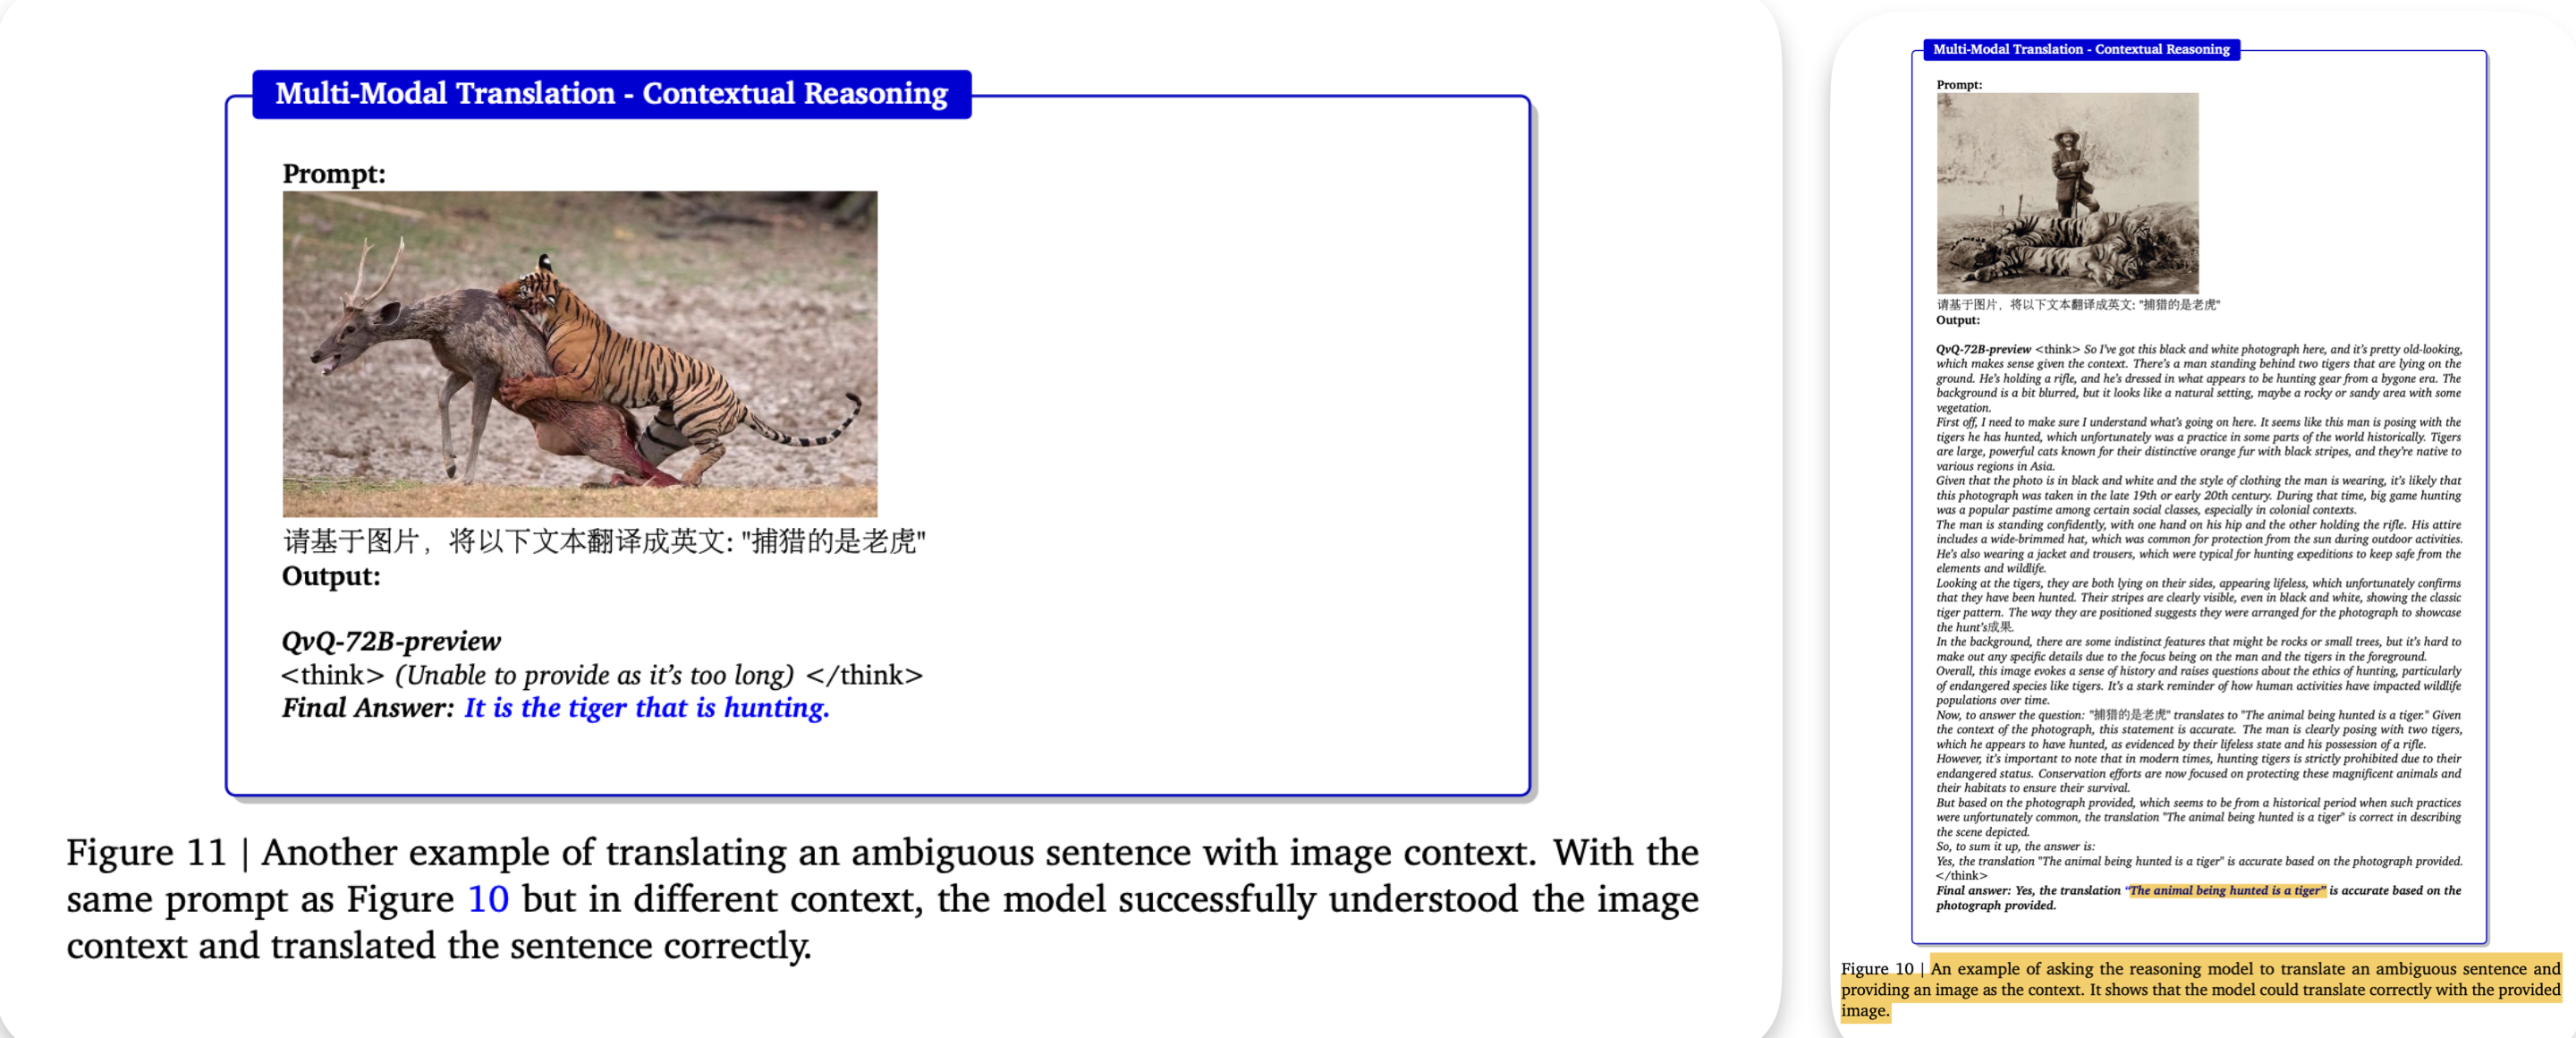 Multi-Modal Translation - Contextual Reasoning
Prompt:
请基于图片，将以下文本翻译成英文: "捕猎的是老虎"
Output:
QvQ-72B-preview
<think> (Unable to provide as it's too long) </think>
Final Answer: It is the tiger that is hunting.
Figure 11 | Another example of translating an ambiguous sentence with image context. With the
same prompt as Figure 10 but in different context, the model successfully understood the image
context and translated the sentence correctly.
Multi-Modal Translation - Contextual Reasoning
Prompt:
请基于图片，将以下文本翻译成英文: "捕猎的是老虎"
Output:
QvQ-72B-preview <think> So I've got this black and white photograph here, and it's pretty old-looking,
which makes sense given the context. There's a man standing behind two tigers that are lying on the
ground. He's holding a rifle, and he's dressed in what appears to be hunting gear from a bygone era. The
background is a bit blurred, but it looks like a natural setting, maybe a rocky or sandy area with some
vegetation.
First off, I need to make sure I understand what's going on here. It seems like this man is posing with the
tigers he has hunted, which unfortunately was a practice in some parts of the world historically. Tigers
are large, powerful cats known for their distinctive orange fur with black stripes, and they're native to
various regions in Asia.
Given that the photo is in black and white and the style of clothing the man is wearing, it's likely that
this photograph was taken in the late 19th or early 20th century. During that time, big game hunting
was a popular pastime among certain social classes, especially in colonial contexts.
The man is standing confidently, with one hand on his hip and the other holding the rifle. His attire
includes a wide-brimmed hat, which was common for protection from the sun during outdoor activities.
He's also wearing a jacket and trousers, which were typical for hunting expeditions to keep safe from the
elements and wildlife.
Looking at the tigers, they are both lying on their sides, appearing lifeless, which unfortunately confirms
that they have been hunted. Their stripes are clearly visible, even in black and white, showing the classic
tiger pattern. The way they are positioned suggests they were arranged for the photograph to showcase
the hunt's成果.
In the background, there are some indistinct features that might be rocks or small trees, but it's hard to
make out any specific details due to the focus being on the man and the tigers in the foreground.
Overall, this image evokes a sense of history and raises questions about the ethics of hunting, particularly
of endangered species like tigers. It's a stark reminder of how human activities have impacted wildlife
populations over time.
Now, to answer the question: "捕猎的是老虎" translates to "The animal being hunted is a tiger." Given
the context of the photograph, this statement is accurate. The man is clearly posing with two tigers,
which he appears to have hunted, as evidenced by their lifeless state and his possession of a rifle.
However, it's important to note that in modern times, hunting tigers is strictly prohibited due to their
endangered status. Conservation efforts are now focused on protecting these magnificent animals and
their habitats to ensure their survival.
But based on the photograph provided, which seems to be from a historical period when such practices
were unfortunately common, the translation "The animal being hunted is a tiger" is correct in describing
the scene depicted.
So, to sum it up, the answer is:
Yes, the translation "The animal being hunted is a tiger" is accurate based on the photograph provided.
</think>
Final answer: Yes, the translation "The animal being hunted is a tiger" is accurate based on the
photograph provided.
Figure 10 | An example of asking the reasoning model to translate an ambiguous sentence and
providing an image as the context. It shows that the model could translate correctly with the provided
image.